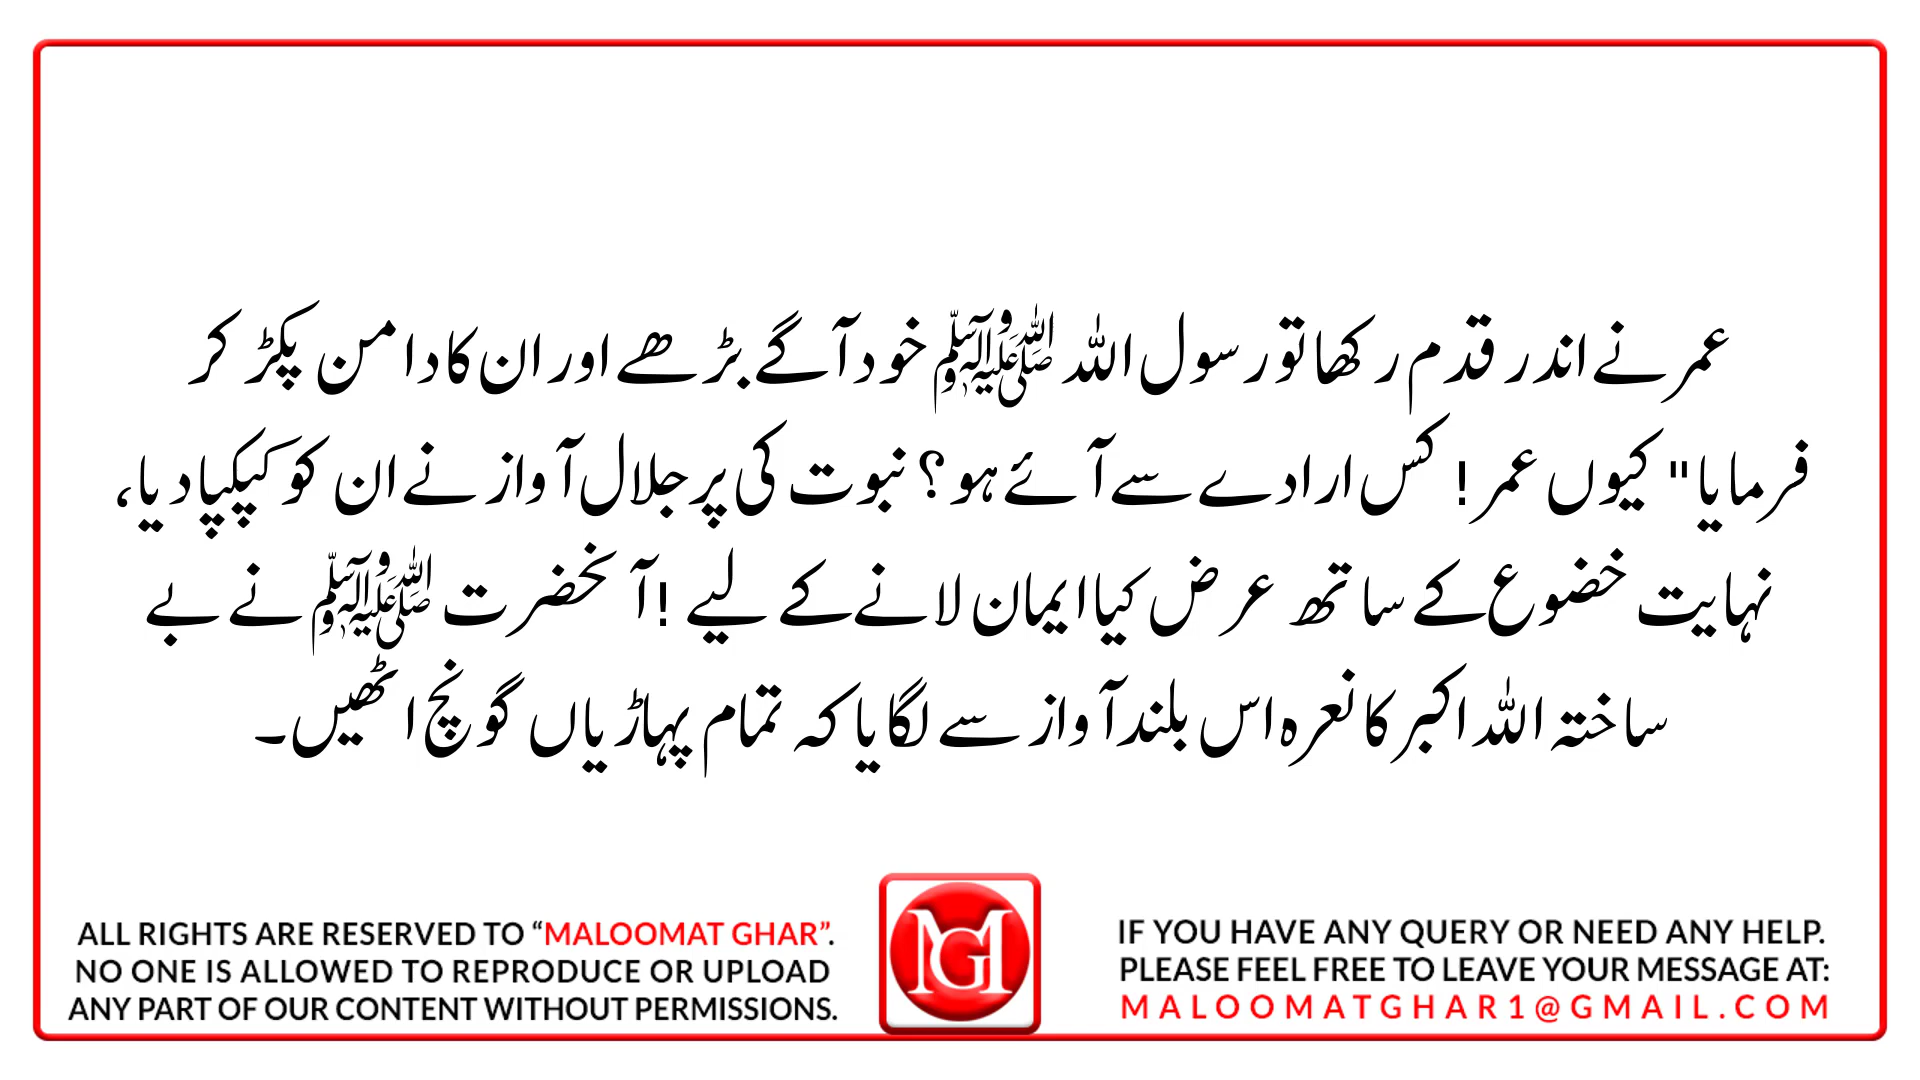 عمر نے اندر قدم رکھا تو رسول اللہ ﷺ خود آگے بڑھے اور ان کا دامن پکڑ کر
فرمایا" کیوں عمر! کس ارادے سے آئے ہو؟ نبوت کی پر جلال آواز نے ان کو کپکپا دیا،
نہایت خضوع کے ساتھ عرض کیا ایمان لانے کے لیے !آنحضرت ﷺ نے بے
ساختہ اللہ اکبر کا نعرہ اس بلند آواز سے لگایا کہ تمام پہاڑیاں گونج اٹھیں۔
ALL RIGHTS ARE RESERVED TO “MALOOMAT GHAR”.
NO ONE IS ALLOWED TO REPRODUCE OR UPLOAD
ANY PART OF OUR CONTENT WITHOUT PERMISSIONS.
MG
IF YOU HAVE ANY QUERY OR NEED ANY HELP.
PLEASE FEEL FREE TO LEAVE YOUR MESSAGE AT:
MALOOMATGHAR1@GMAIL.COM